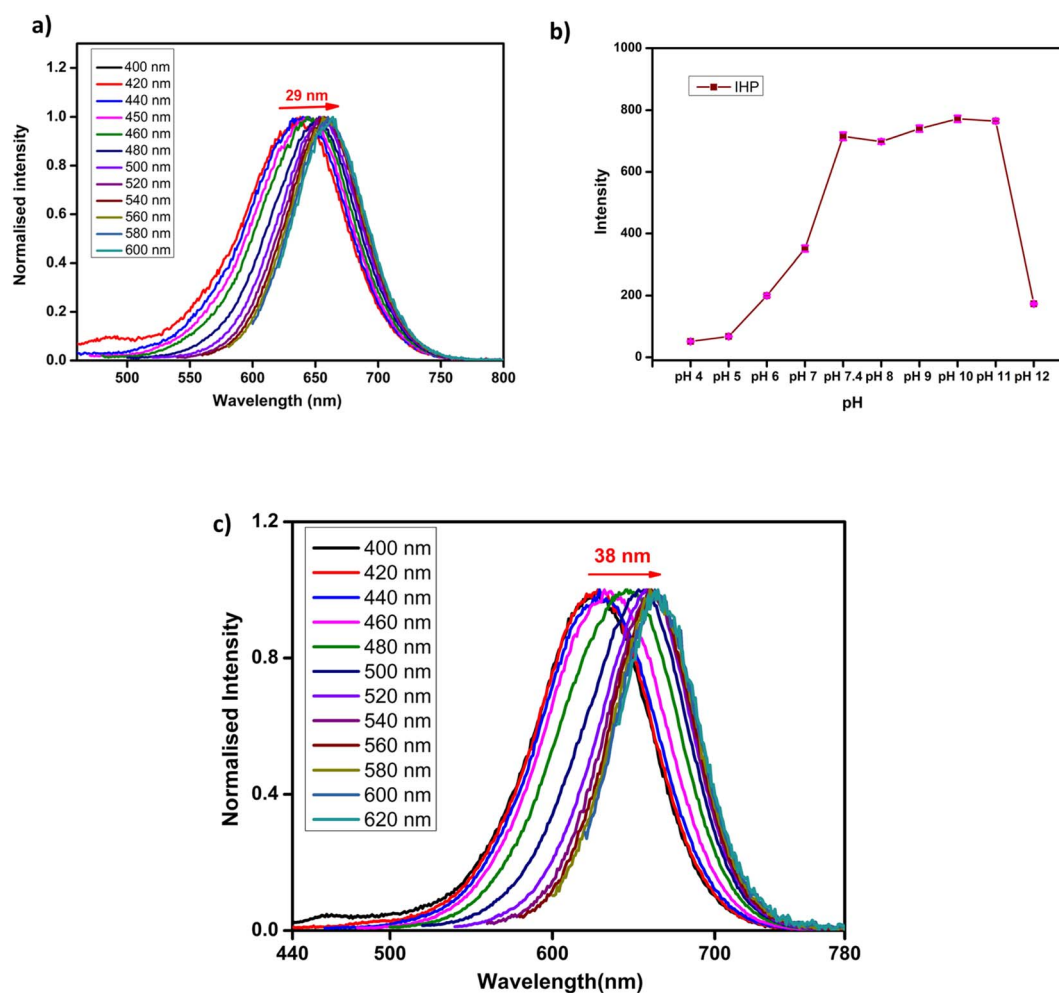 a)
Normalised intensity
1.2
1.0
0.8
0.6
0.4
0.2
0.0
400 nm
420 nm
440 nm
450 nm
460 nm
480 nm
500 nm
520 nm
540 nm
560 nm
580 nm
600 nm
29 nm
500 550 600 650 700 750 800
Wavelength (nm)
b)
Intensity
1000
800
600
400
200
0
IHP
pH 4 pH 5 pH 6 pH 7 pH 7.4 pH 8 pH 9 pH 10 pH 11 pH 12
pH
c)
Normalised Intensity
1.2
0.8
0.4
0.0
400 nm
420 nm
440 nm
460 nm
480 nm
500 nm
520 nm
540 nm
560 nm
580 nm
600 nm
620 nm
38 nm
440 500 600 700 780
Wavelength(nm)